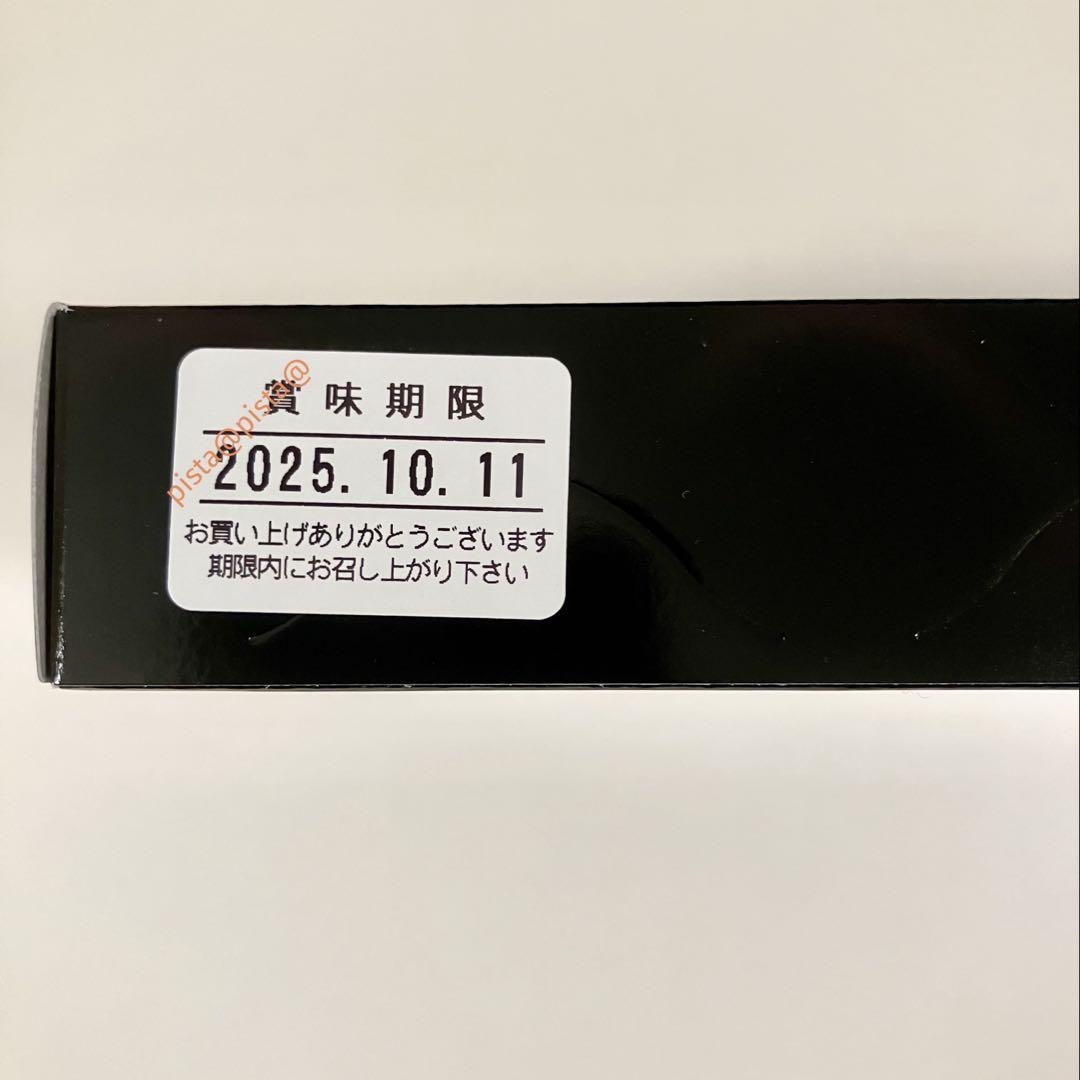 賞味期限
2025.10.11
お買い上げありがとうございます
期限内にお召し上がり下さい
pista@pista@